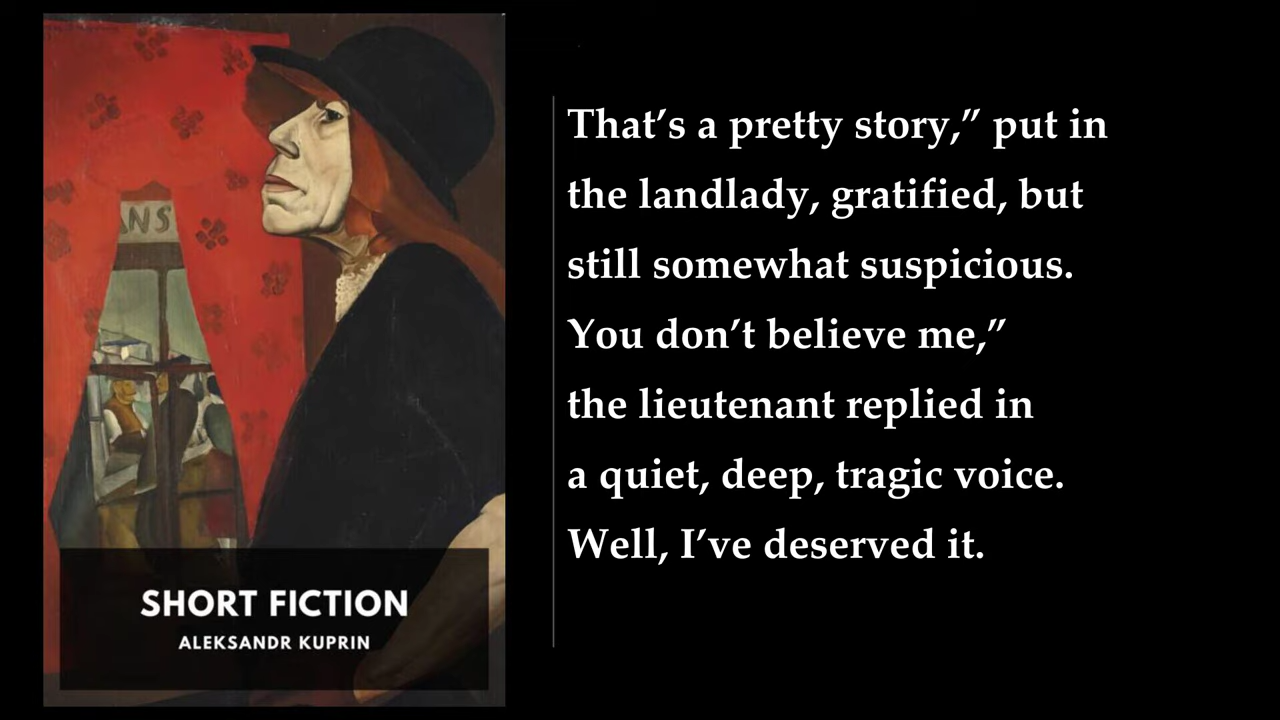 NS
SHORT FICTION
ALEKSANDR KUPRIN
That’s a pretty story,” put in
the landlady, gratified, but
still somewhat suspicious.
You don’t believe me,”
the lieutenant replied in
a quiet, deep, tragic voice.
Well, I’ve deserved it.